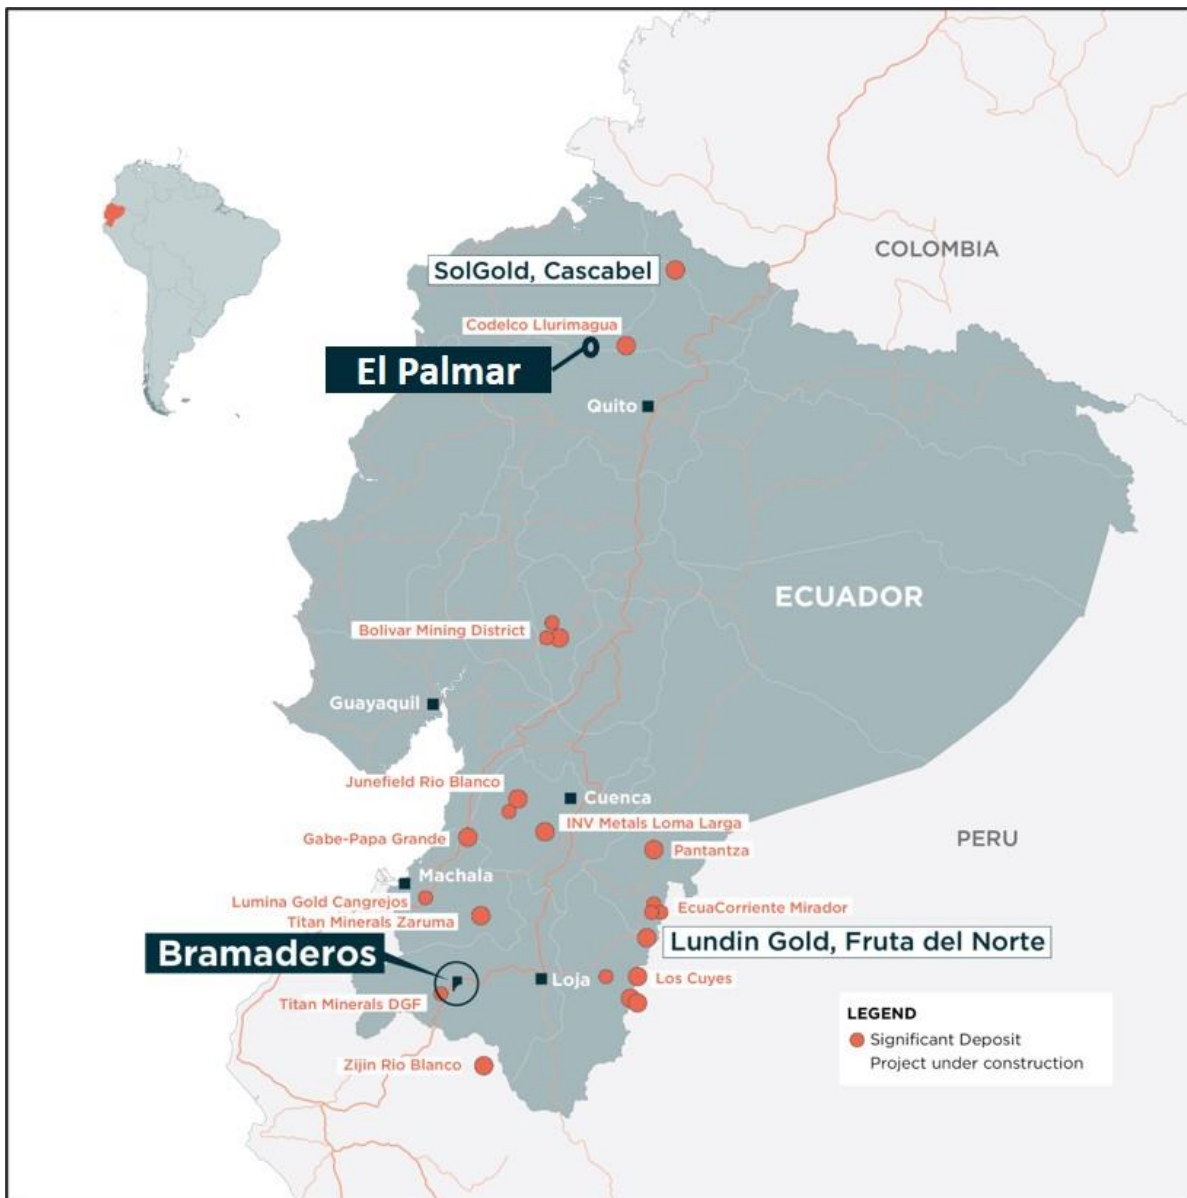 COLOMBIA
SolGold, Cascabel
Codelco Llurimagua
El Palmar
Quito
ECUADOR
Bolivar Mining District
Guayaquil
Junefield Rio Blanco
Cuenca
INV Metals Loma Larga
Gabe-Papa Grande
PERU
Pantantza
Machala
Lumina Gold Cangrejos
EcuaCorriente Mirador
Titan Minerals Zaruma
Lundin Gold, Fruta del Norte
Bramaderos
Loja
Los Cuyes
Titan Minerals DGF
LEGEND
Significant Deposit
Project under construction
Zijin Rio Blanco